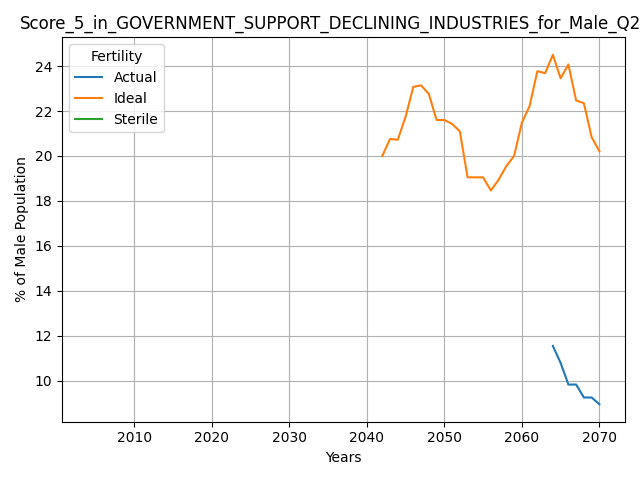 Score_5_in_GOVERNMENT_SUPPORT_DECLINING_INDUSTRIES_for_Male_Q2
Fertility
Actual
Ideal
Sterile
% of Male Population
24
22
20
18
16
14
12
10
2010 2020 2030 2040 2050 2060 2070
Years